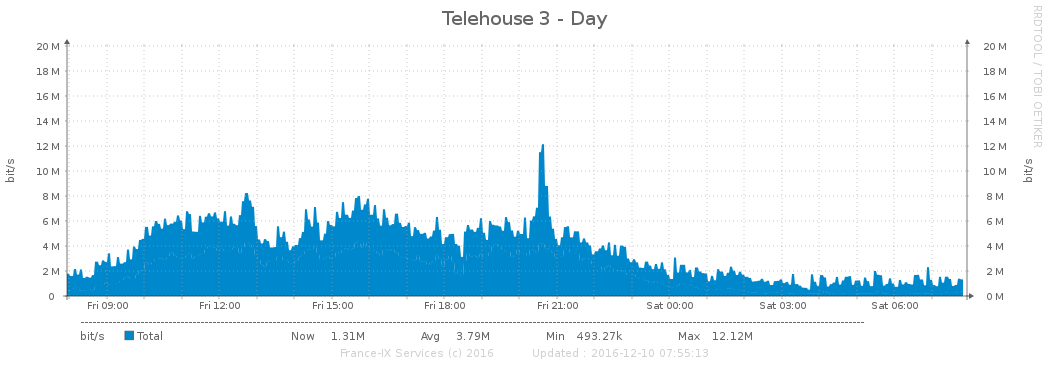 Telehouse 3 - Day
RRDTOOL / TOBI OETIKER
bit/s
bit/s
20 M 20 M
18 M 18 M
16 M 16 M
14 M 14 M
12 M 12 M
10 M 10 M
8 M 8 M
6 M 6 M
4 M 4 M
2 M 2 M
0 0 M
Fri 09:00 Fri 12:00 Fri 15:00 Fri 18:00 Fri 21:00 Sat 00:00 Sat 03:00 Sat 06:00
bit/s Total Now 1.31M Avg 3.79M Min 493.27k Max 12.12M
France-IX Services (c) 2016 Updated : 2016-12-10 07:55:13